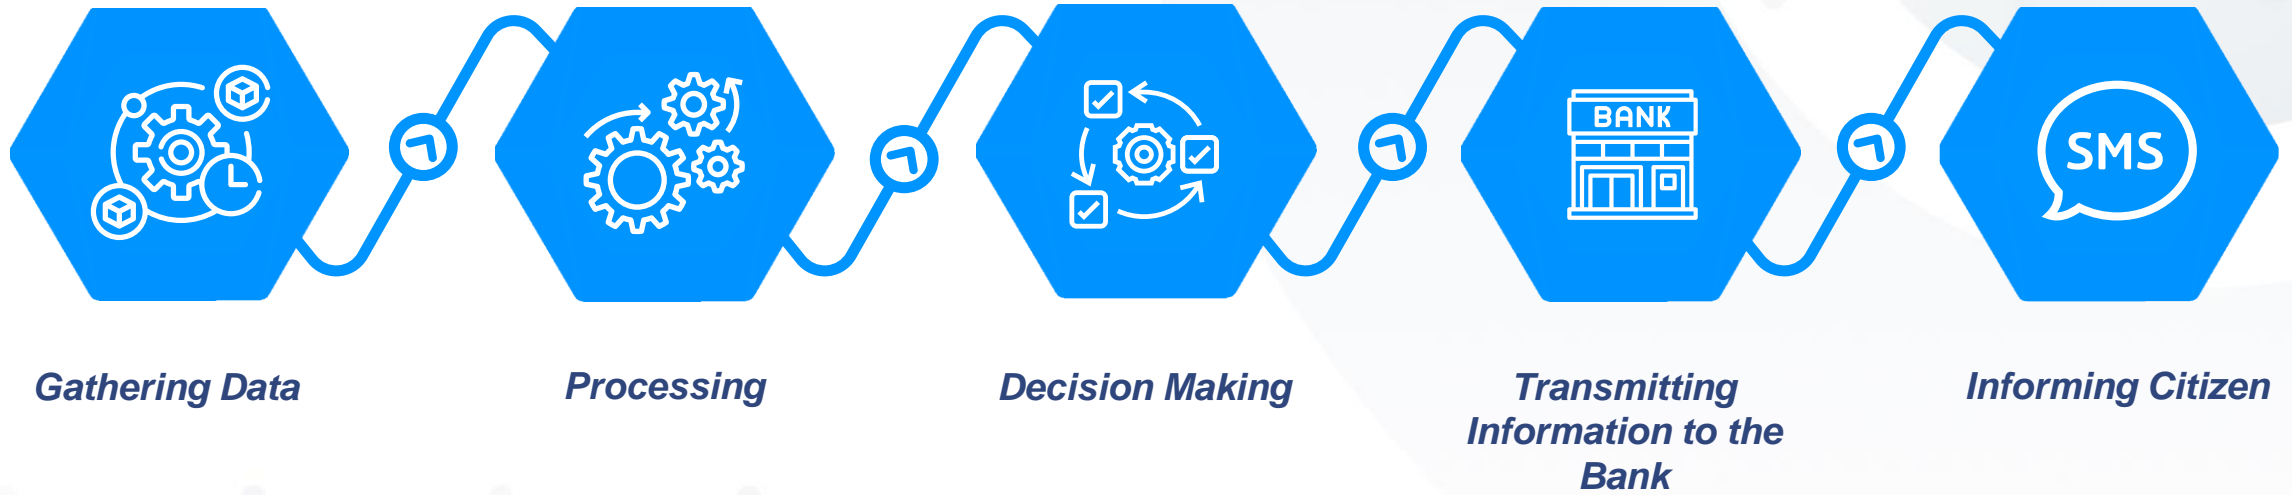 BANK
SMS
Gathering Data
Processing
Decision Making
Transmitting
Information to the
Bank
Informing Citizen